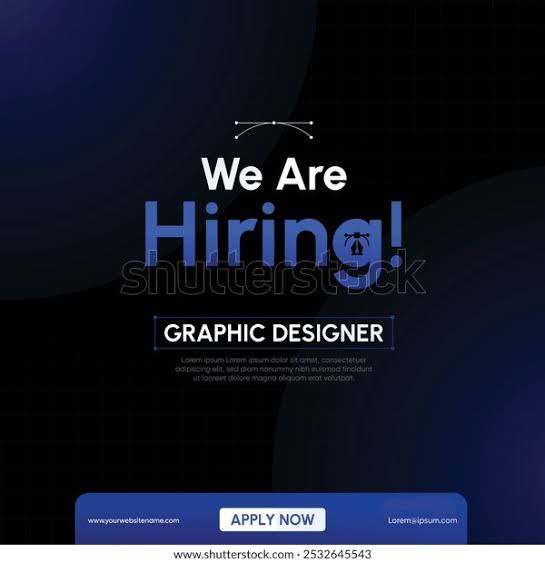 We Are
Hiring!
shutterstock
GRAPHIC DESIGNER
Lorem ipsum Lorem ipsum dolor sit amet, consectetuer
adipiscing elit, sed diam nonummy nibh euismod tincidunt
ut laoreet dolore magna aliquam erat volutpat.
www.yourwebsitename.com
APPLY NOW
Lorem@ipsum.com
shutterstock.com · 2532645543